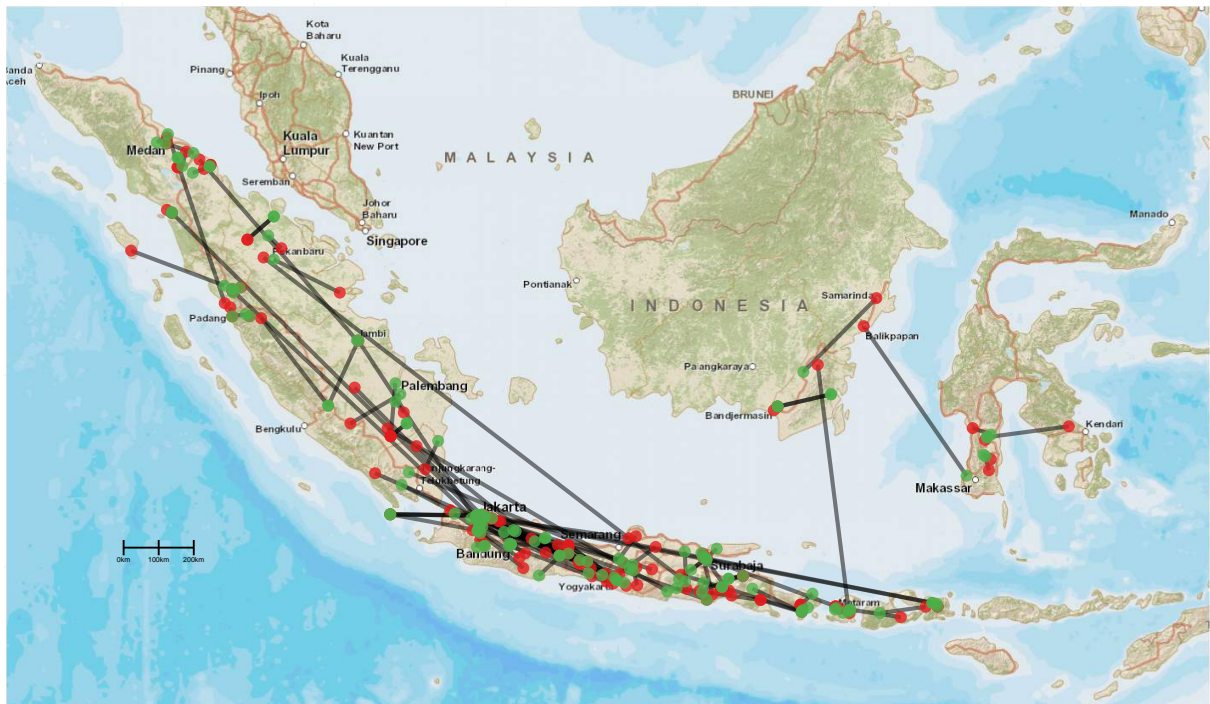 Kota
Baharu
Kuala
Terengganu
Pinang
Banda
Aceh
Ipoh
BRUNEI
Kuala
Lumpur
Kuantan
New Port
Medan
MALAYSIA
Seremban
Johor
Baharu
Singapore
Manado
Pekanbaru
Pontianak
Samarinda
INDONESIA
Padang
Jambi
Balikpapan
Palangkaraya
Palembang
Bandjermasin
Bengkulu
Kendari
Tanjungkarang-
Telukbetung
Makassar
Jakarta
Semarang
Bandung
0km 100km 200km
Surabaja
Yogyakarta
Mataram